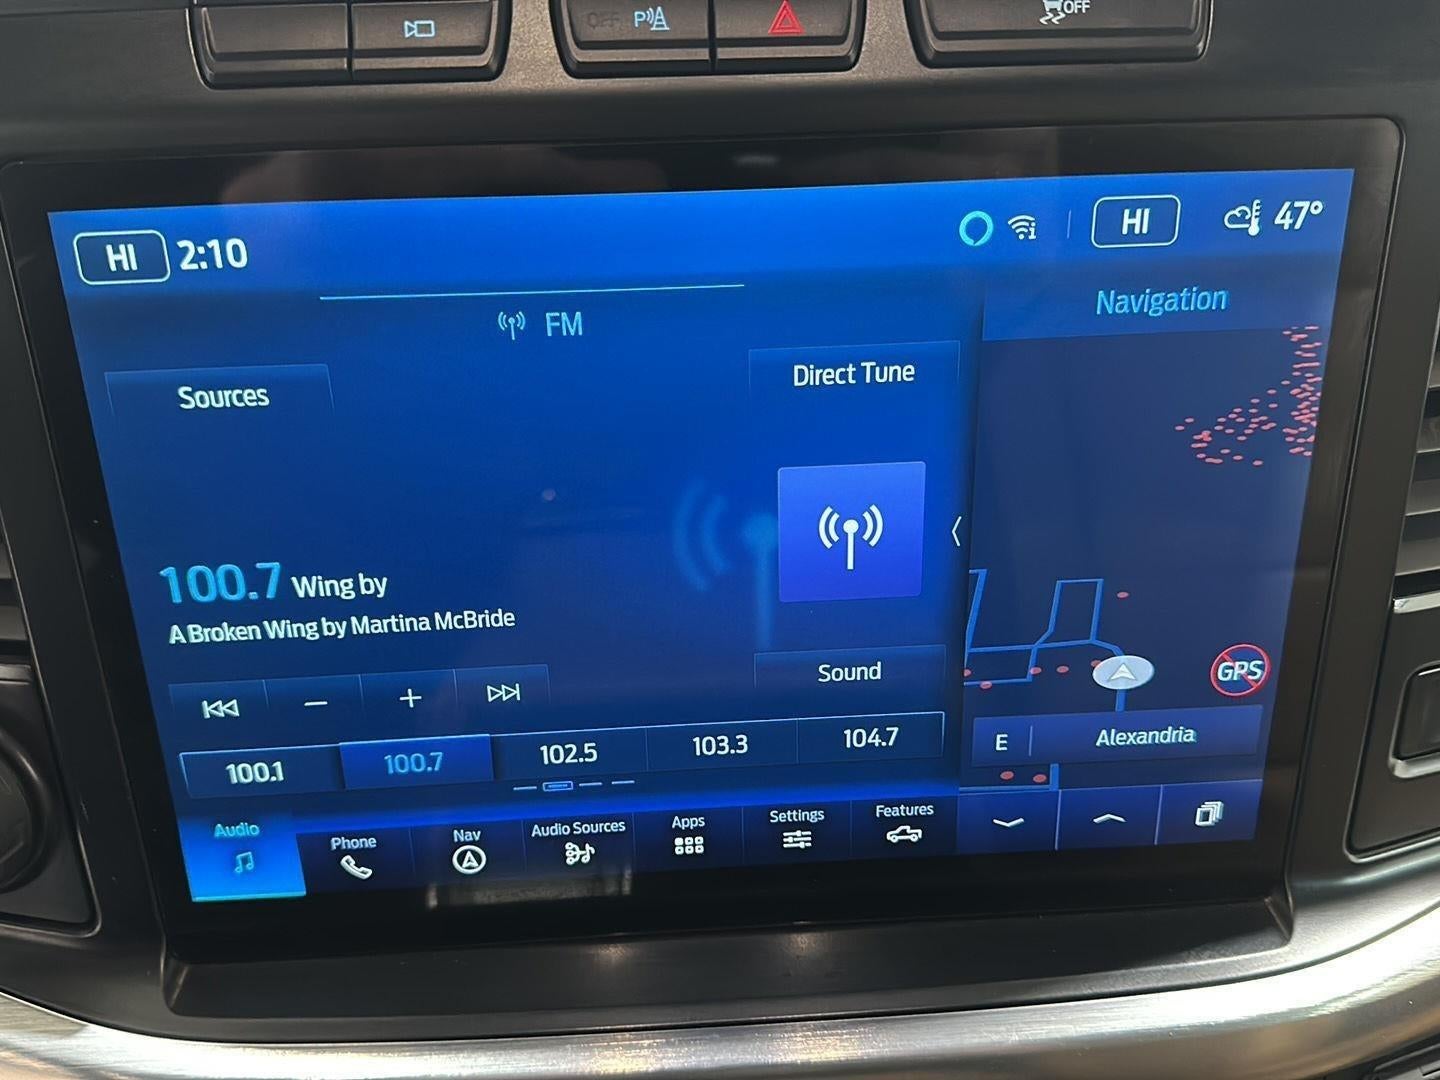 OFF P
OFF
HI 2:10
HI 47°
FM
Navigation
Sources
Direct Tune
100.7 Wing by
A Broken Wing by Martina McBride
Sound
GPS
100.1 100.7 102.5 103.3 104.7
E Alexandria
Audio Phone Nav Audio Sources Apps Settings Features